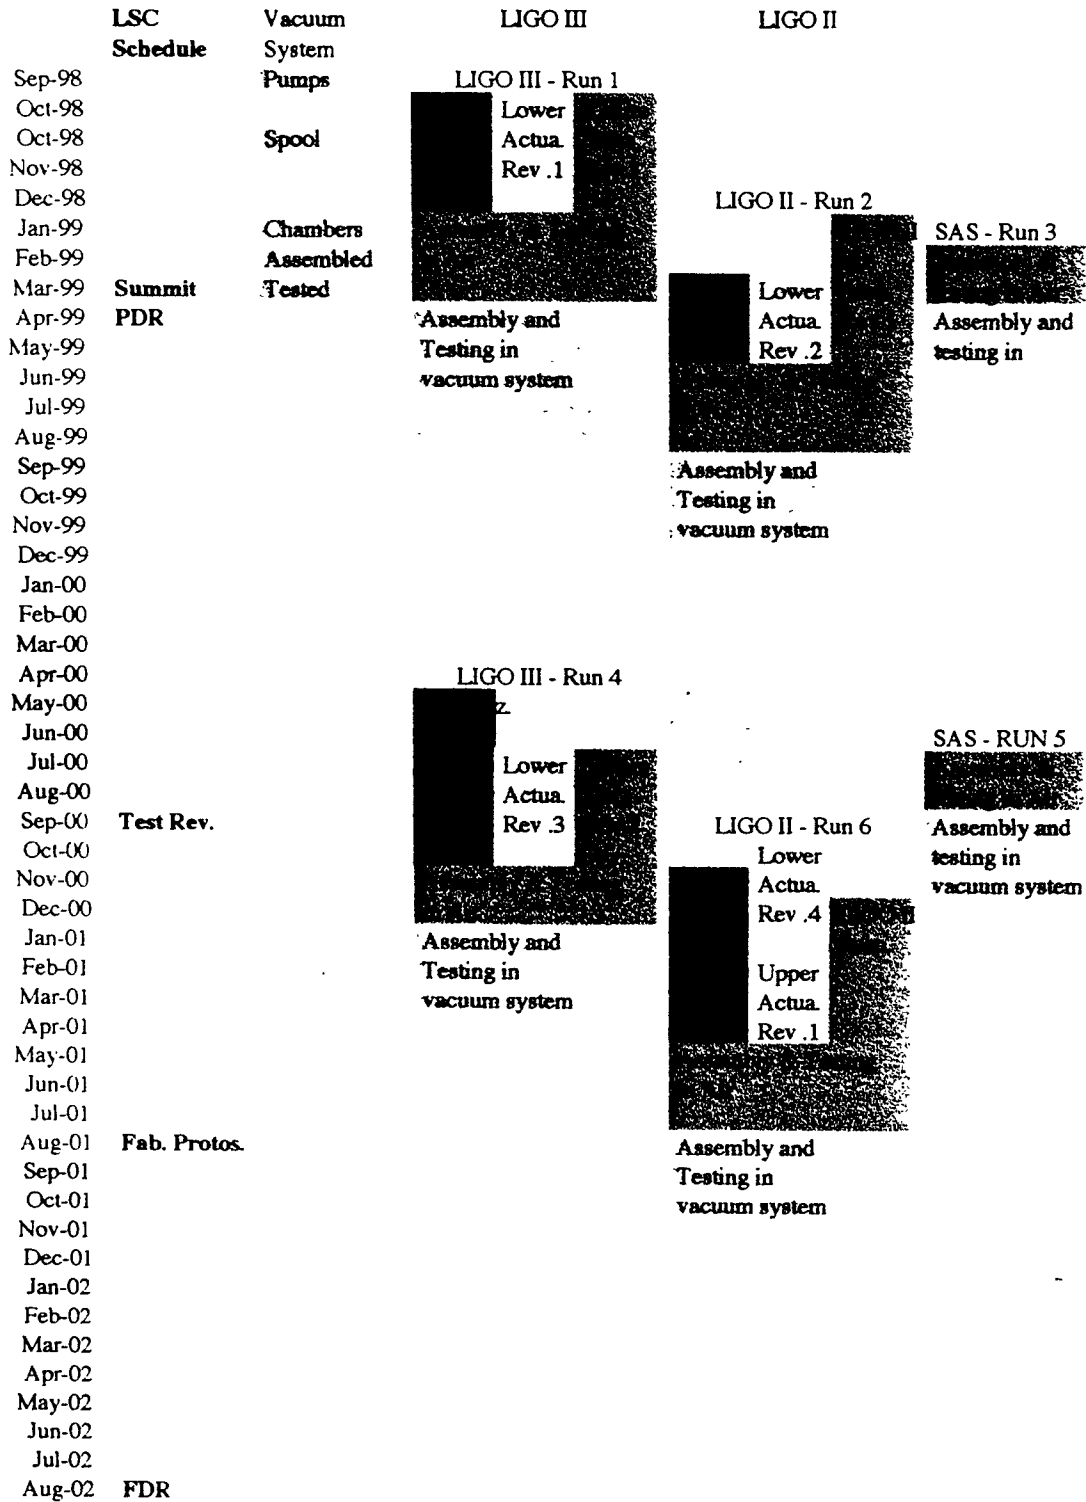 LSC Vacuum LIGO III LIGO II
Schedule System
Sep-98 Pumps LIGO III - Run 1
Oct-98 Lower
Oct-98 Spool Actua.
Nov-98 Rev .1
Dec-98 LIGO II - Run 2
Jan-99 Chambers SAS - Run 3
Feb-99 Assembled
Mar-99 Summit Tested Lower
Apr-99 PDR Assembly and Actua. Assembly and
May-99 Testing in Rev .2 testing in
Jun-99 vacuum system
Jul-99
Aug-99
Sep-99 Assembly and
Oct-99 Testing in
Nov-99 vacuum system
Dec-99
Jan-00
Feb-00
Mar-00
Apr-00 LIGO III - Run 4
May-00
Jun-00 SAS - RUN 5
Jul-00 Lower
Aug-00 Actua.
Sep-00 Test Rev. Rev .3 LIGO II - Run 6 Assembly and
Oct-00 Lower testing in
Nov-00 Actua. vacuum system
Dec-00 Rev .4
Jan-01 Assembly and
Feb-01 Testing in Upper
Mar-01 vacuum system Actua.
Apr-01 Rev .1
May-01
Jun-01
Jul-01
Aug-01 Fab. Protos. Assembly and
Sep-01 Testing in
Oct-01 vacuum system
Nov-01
Dec-01
Jan-02
Feb-02
Mar-02
Apr-02
May-02
Jun-02
Jul-02
Aug-02 FDR